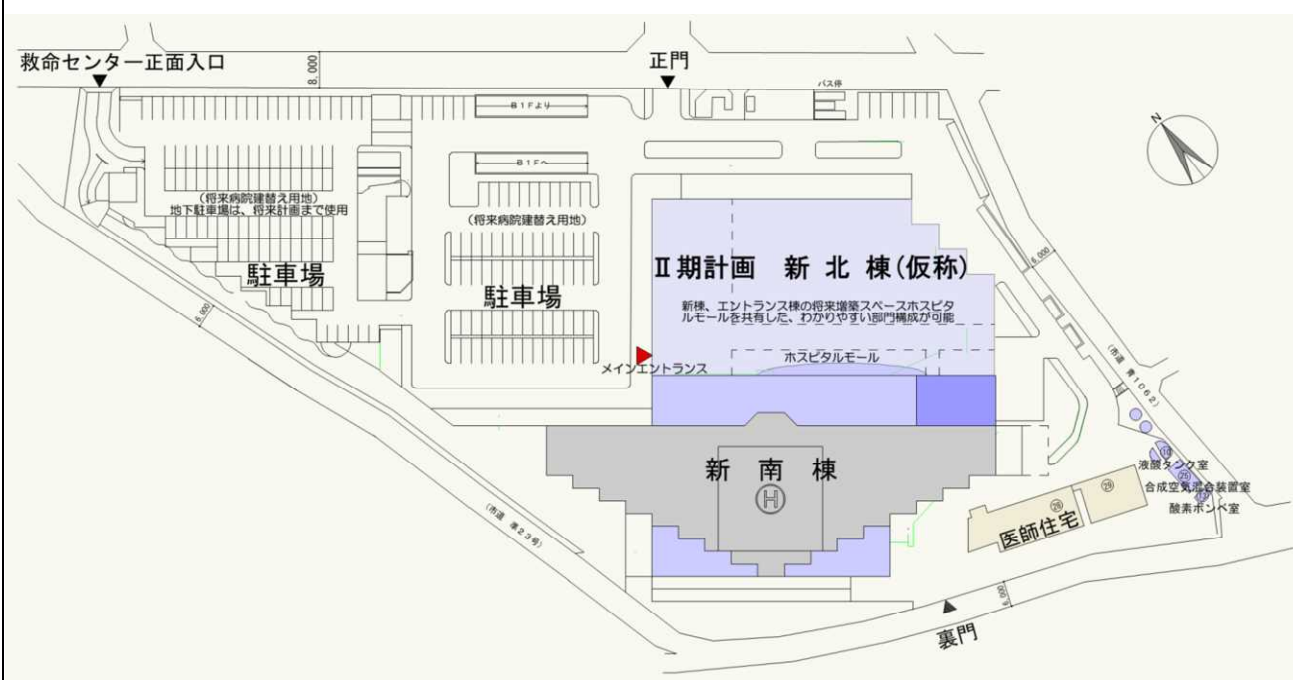 救命センター正面入口
8,000
正門
バス停
B1Fより
N
B1Fへ
(将来病院建替え用地)
地下駐車場は、将来計画まで使用
駐車場
(将来病院建替え用地)
駐車場
Ⅱ期計画 新 北 棟(仮称)
新棟、エントランス棟の将来増築スペースホスピタ
ルモールを共有した、わかりやすい部門構成が可能
6,000
6,000
ホスピタルモール
メインエントランス
(市道 青1062)
新 南 棟
H
液酸タンク室
合成空気混合装置室
酸素ボンベ室
㉙
㉘
医師住宅
裏門
6,000